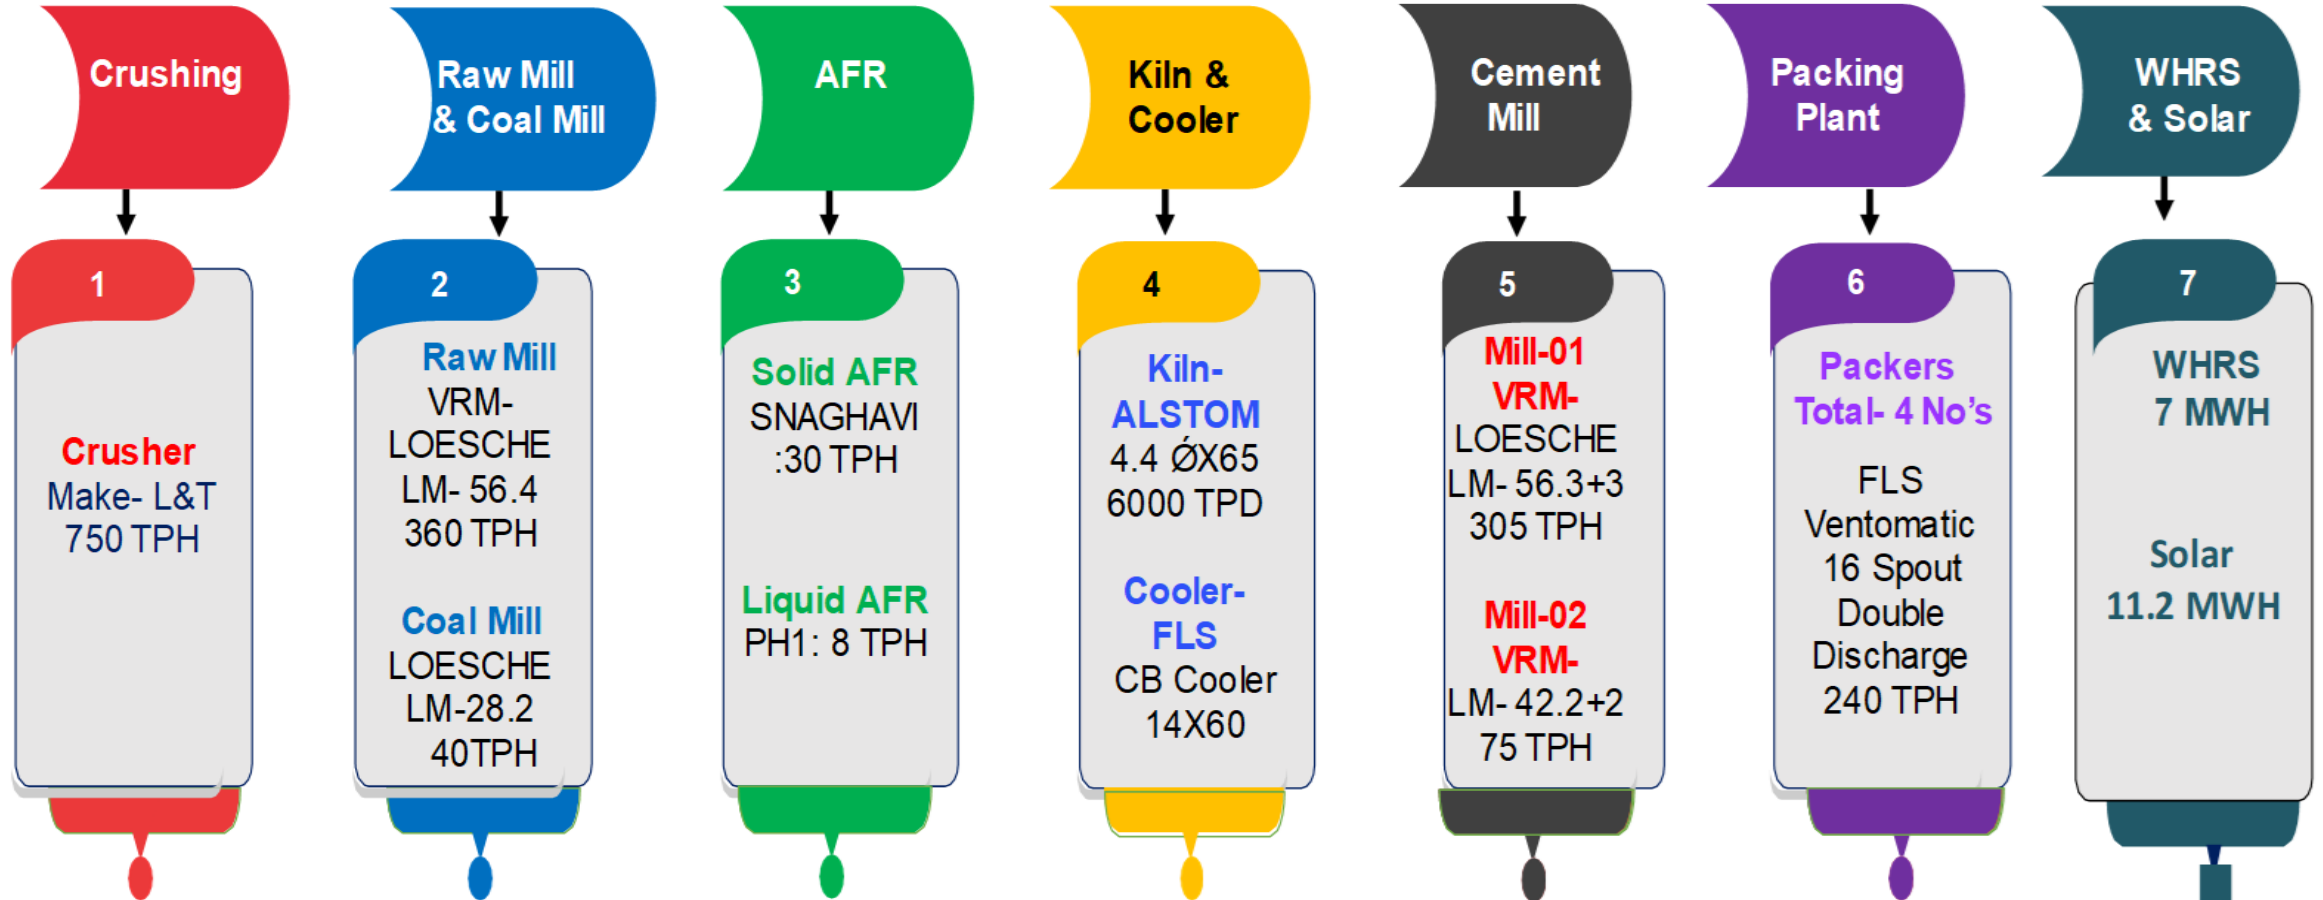 Crushing
Raw Mill
& Coal Mill
AFR
Kiln &
Cooler
Cement
Mill
Packing
Plant
WHRS
& Solar
1
Crusher
Make- L&T
750 TPH
2
Raw Mill
VRM-
LOESCHE
LM- 56.4
360 TPH
Coal Mill
LOESCHE
LM-28.2
40TPH
3
Solid AFR
SNAGHAVI
:30 TPH
Liquid AFR
PH1: 8 TPH
4
Kiln-
ALSTOM
4.4 ǾX65
6000 TPD
Cooler-
FLS
CB Cooler
14X60
5
Mill-01
VRM-
LOESCHE
LM- 56.3+3
305 TPH
Mill-02
VRM-
LM- 42.2+2
75 TPH
6
Packers
Total- 4 No’s
FLS
Ventomatic
16 Spout
Double
Discharge
240 TPH
7
WHRS
7 MWH
Solar
11.2 MWH